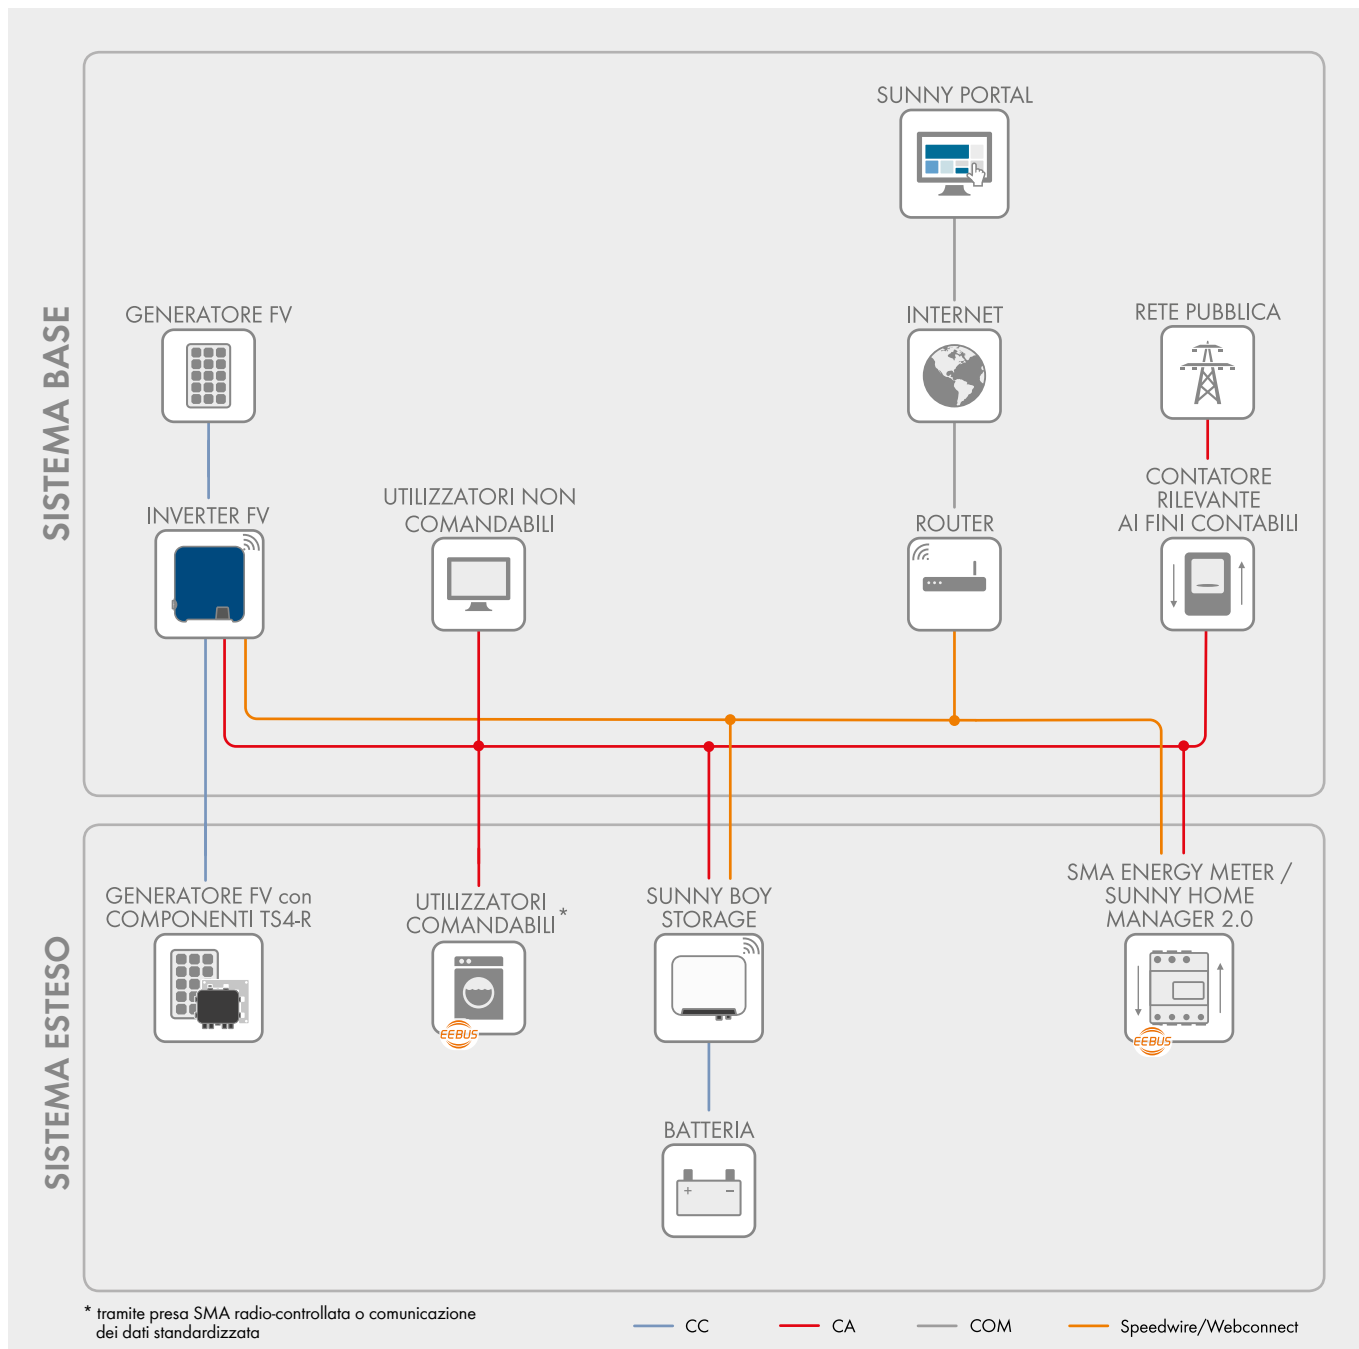 SISTEMA BASE
SUNNY PORTAL
GENERATORE FV
INTERNET
RETE PUBBLICA
INVERTER FV
UTILIZZATORI NON
COMANDABILI
ROUTER
CONTATORE
RILEVANTE
AI FINI CONTABILI
SISTEMA ESTESO
GENERATORE FV con
COMPONENTI TS4-R
UTILIZZATORI
COMANDABILI*
EEBUS
SUNNY BOY
STORAGE
SMA ENERGY METER /
SUNNY HOME
MANAGER 2.0
EEBUS
BATTERIA
+ –
* tramite presa SMA radio-controllata o comunicazione
dei dati standardizzata
CC
CA
COM
Speedwire/Webconnect